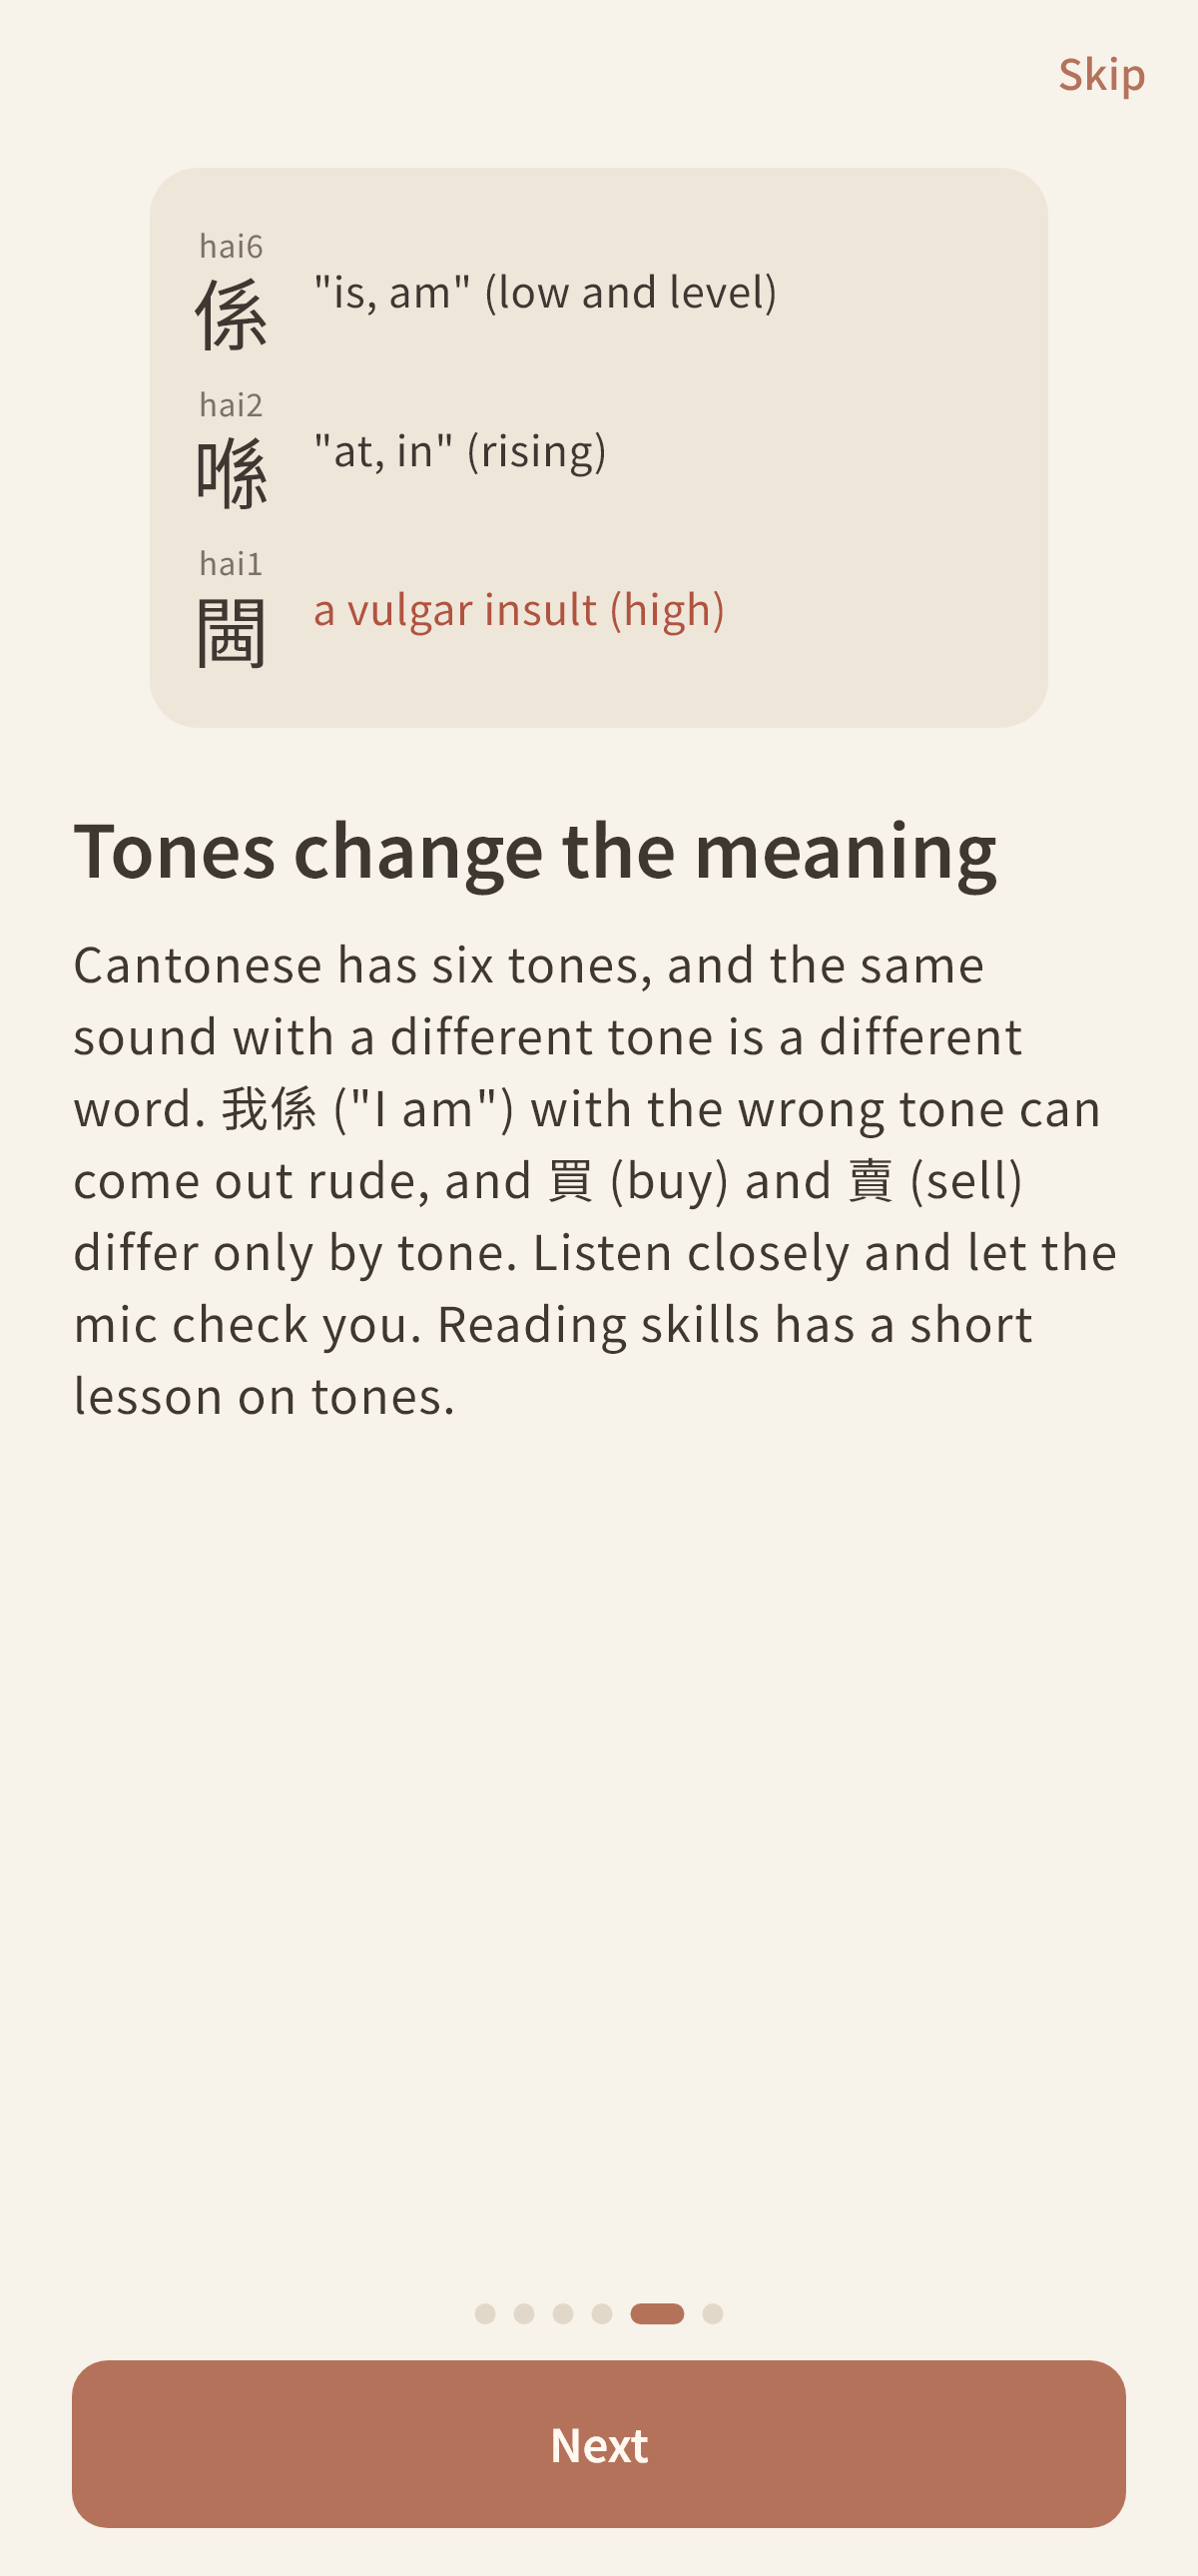 Skip
hai6
係
"is, am" (low and level)
hai2
喺
"at, in" (rising)
hai1
閪
a vulgar insult (high)
Tones change the meaning
Cantonese has six tones, and the same
sound with a different tone is a different
word. 我係 ("I am") with the wrong tone can
come out rude, and 買 (buy) and 賣 (sell)
differ only by tone. Listen closely and let the
mic check you. Reading skills has a short
lesson on tones.
Next